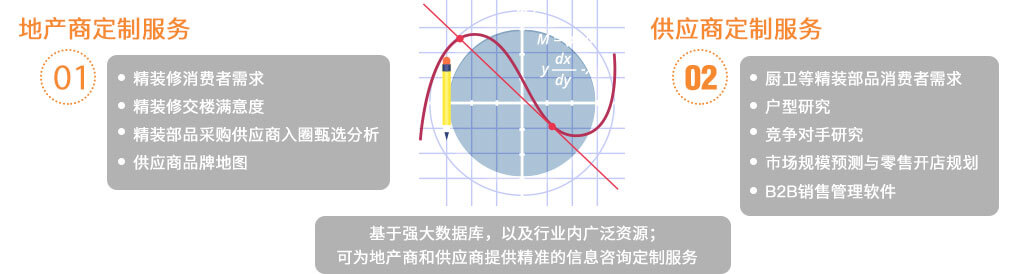 地产商定制服务
01
精装修消费者需求
精装修交楼满意度
精装部品采购供应商入圈甄选分析
供应商品牌地图
M =
y dx
dy
供应商定制服务
02
厨卫等精装部品消费者需求
户型研究
竞争对手研究
市场规模预测与零售开店规划
B2B销售管理软件
基于强大数据库，以及行业内广泛资源；
可为地产商和供应商提供精准的信息咨询定制服务